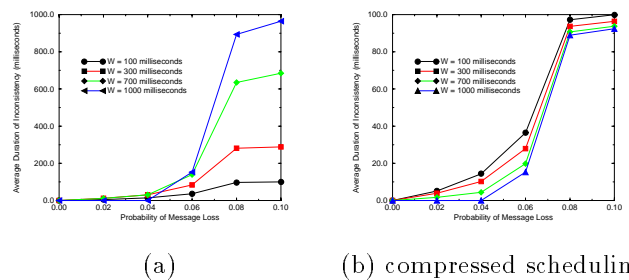 1000.0
800.0
600.0
400.0
200.0
0.0
Average Duration of Inconsistency (milliseconds)
W = 100 milliseconds
W = 300 milliseconds
W = 700 milliseconds
W = 1000 milliseconds
0.00 0.02 0.04 0.06 0.08 0.10
Probability of Message Loss
(a)
100.0
80.0
60.0
40.0
20.0
0.0
Average Duration of Inconsistency (milliseconds)
W = 100 milliseconds
W = 300 milliseconds
W = 700 milliseconds
W = 1000 milliseconds
0.00 0.02 0.04 0.06 0.08 0.10
Probability of Message Loss
(b) compressed schedulin